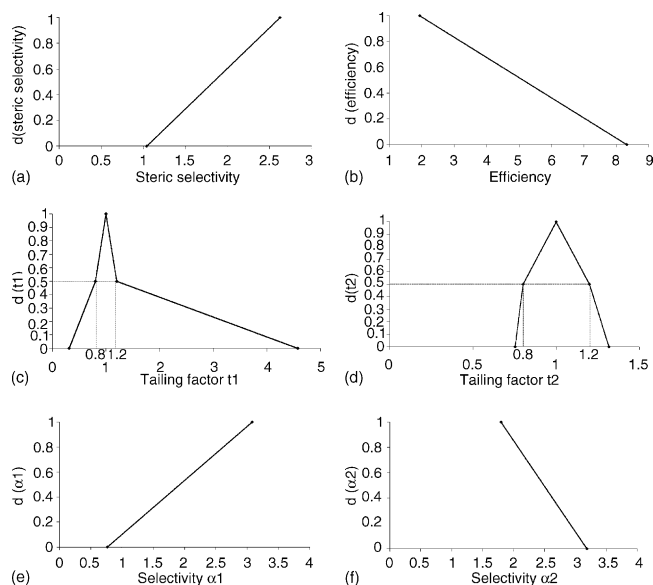 d(steric selectivity)
1
0.8
0.6
0.4
0.2
0
0 0.5 1 1.5 2 2.5 3
(a) Steric selectivity
d (efficiency)
1
0.8
0.6
0.4
0.2
0
1 2 3 4 5 6 7 8 9
(b) Efficiency
d (t1)
1
0.9
0.8
0.7
0.6
0.5
0.4
0.3
0.2
0.1
0
0 0.8 1 1.2 2 3 4 5
(c) Tailing factor t1
d(t2)
1
0.9
0.8
0.7
0.6
0.5
0.4
0.3
0.2
0.1
0
0 0.5 0.8 1 1.2 1.5
(d) Tailing factor t2
d (α1)
1
0.8
0.6
0.4
0.2
0
0 0.5 1 1.5 2 2.5 3 3.5 4
(e) Selectivity α1
d (α2)
1
0.8
0.6
0.4
0.2
0
0 0.5 1 1.5 2 2.5 3 3.5 4
(f) Selectivity α2